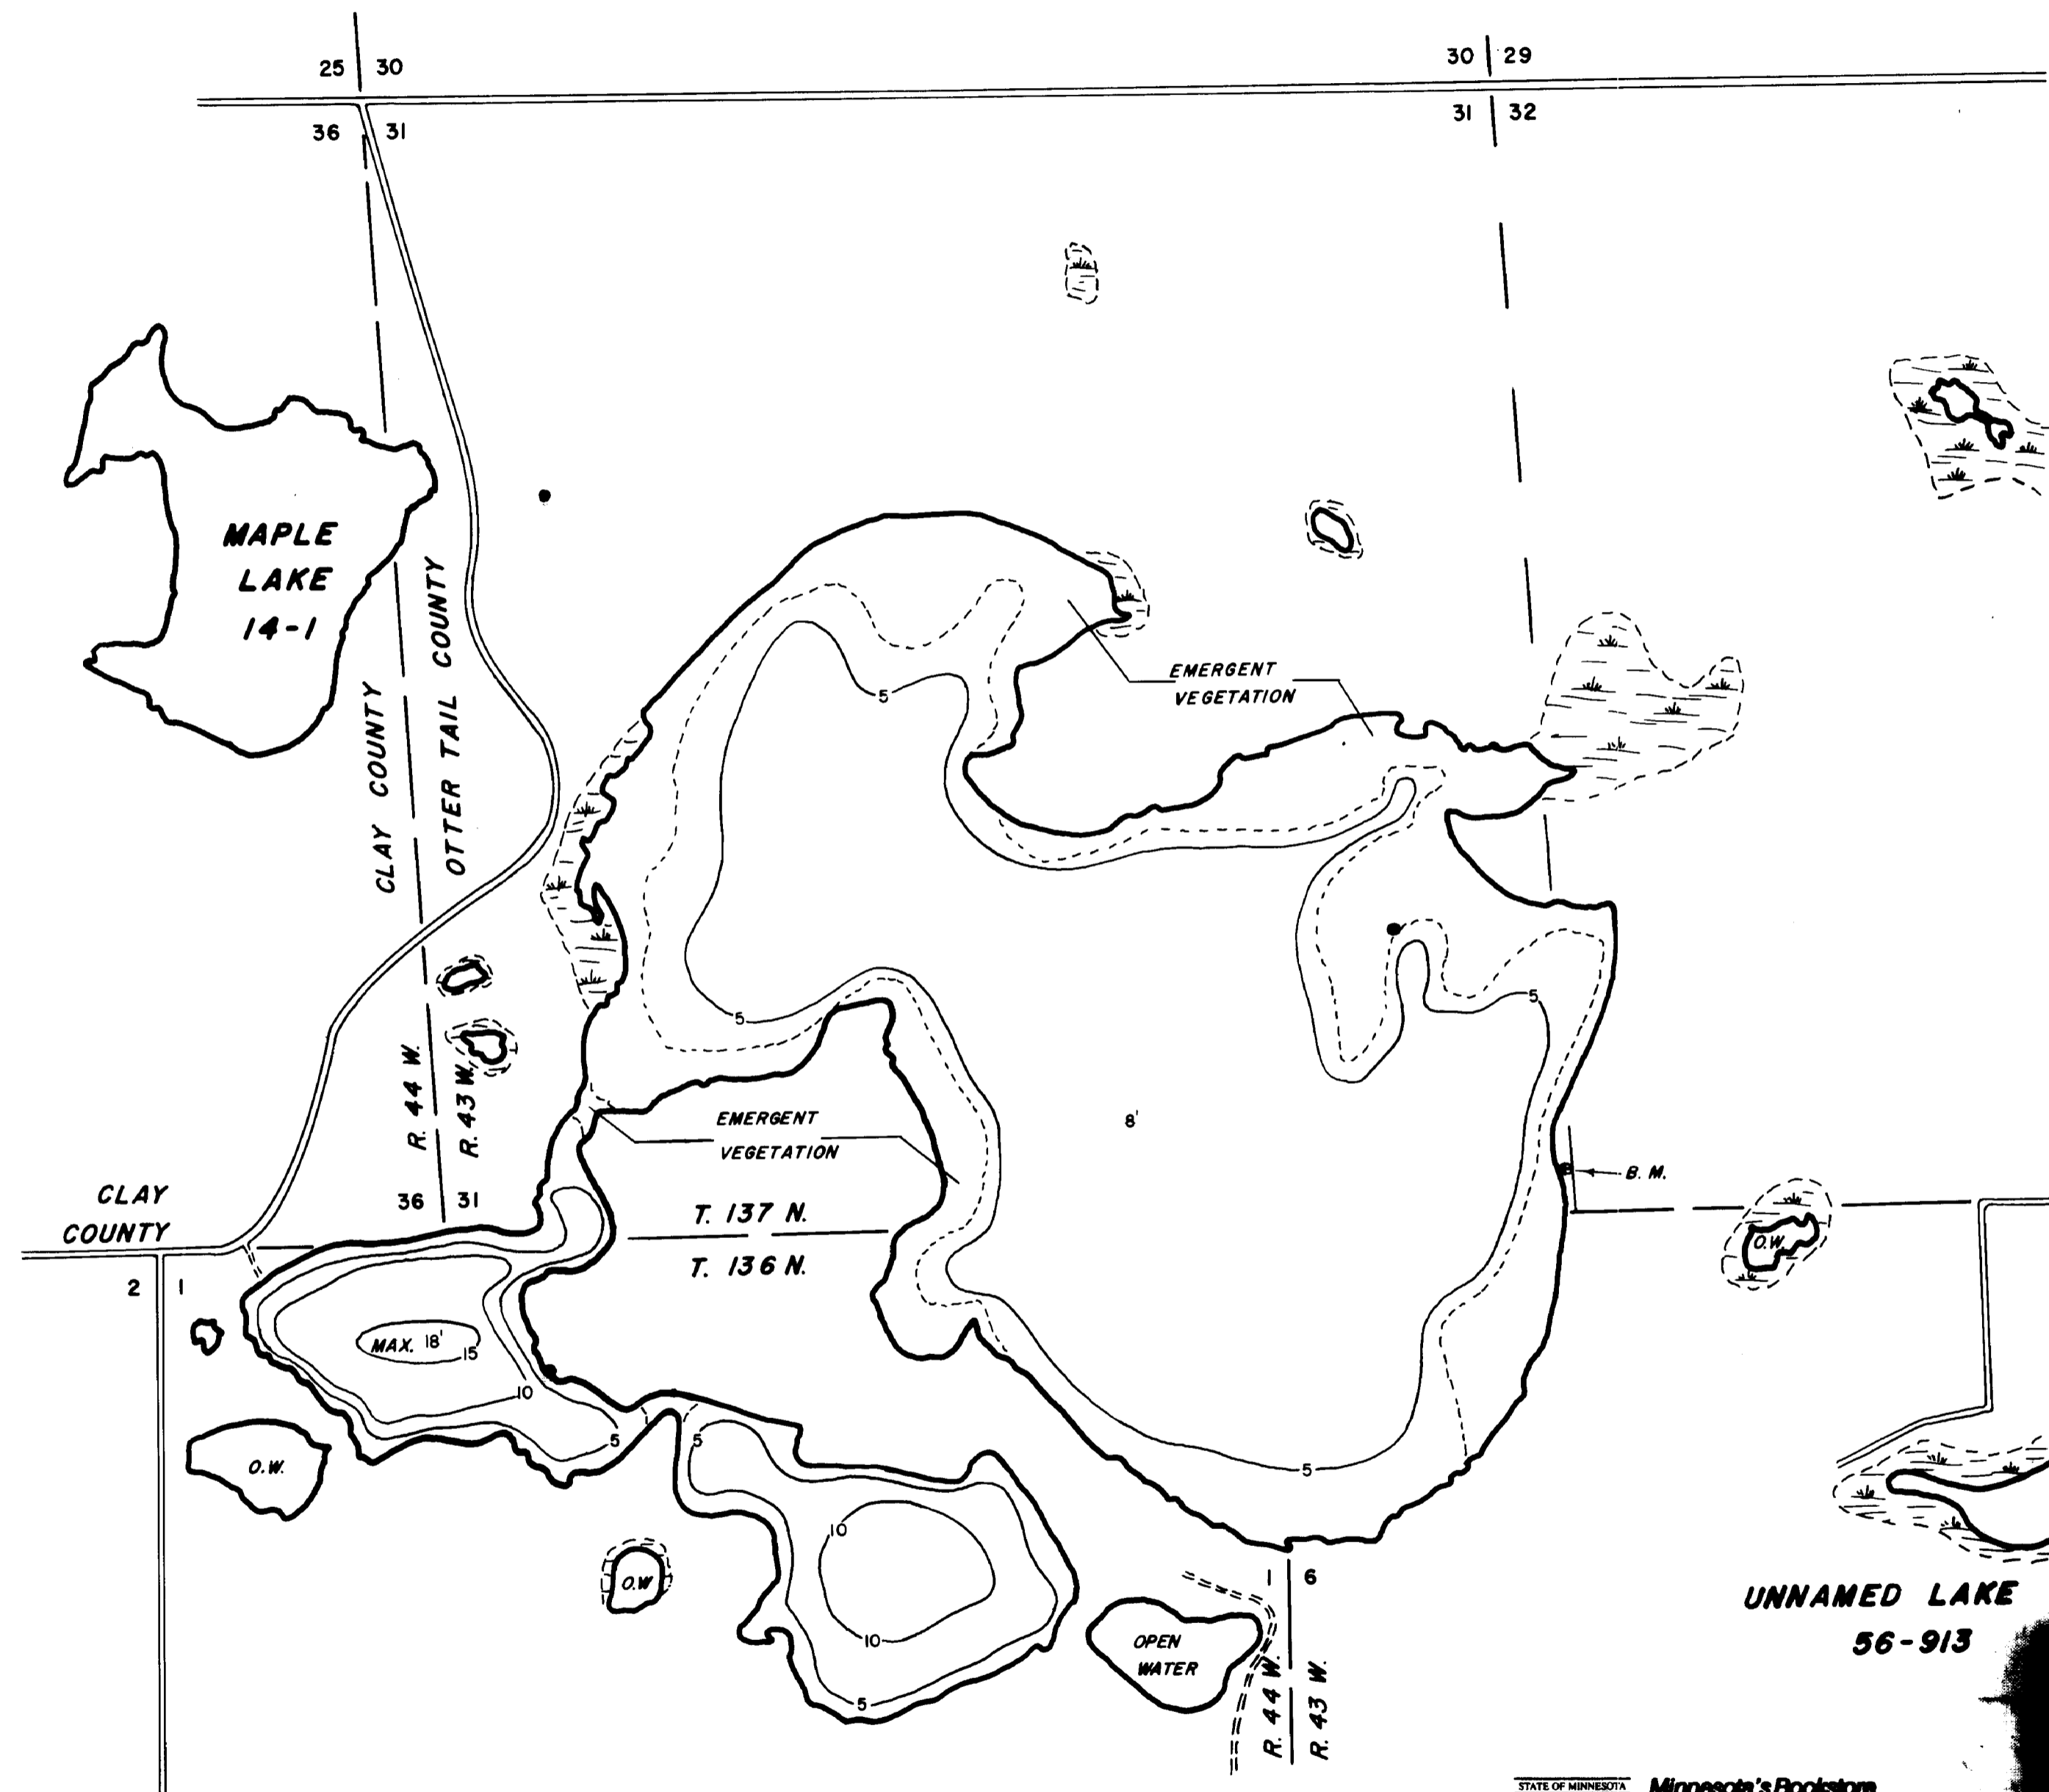 25 30
30 29
36 31
31 32
MAPLE
LAKE
14-1
CLAY COUNTY
OTTER TAIL COUNTY
5
EMERGENT
VEGETATION
5
5
R. 44 W.
R. 43 W.
8'
EMERGENT
VEGETATION
B. M.
CLAY
COUNTY
36 31
T. 137 N.
T. 136 N.
O.W.
2 1
MAX. 18'
15
10
5
5
5
O.W.
10
O.W
1 6
10
OPEN
WATER
5
R. 44 W.
R. 43 W.
UNNAMED LAKE
56-913
STATE OF MINNESOTA
Minnesota's Bookstore